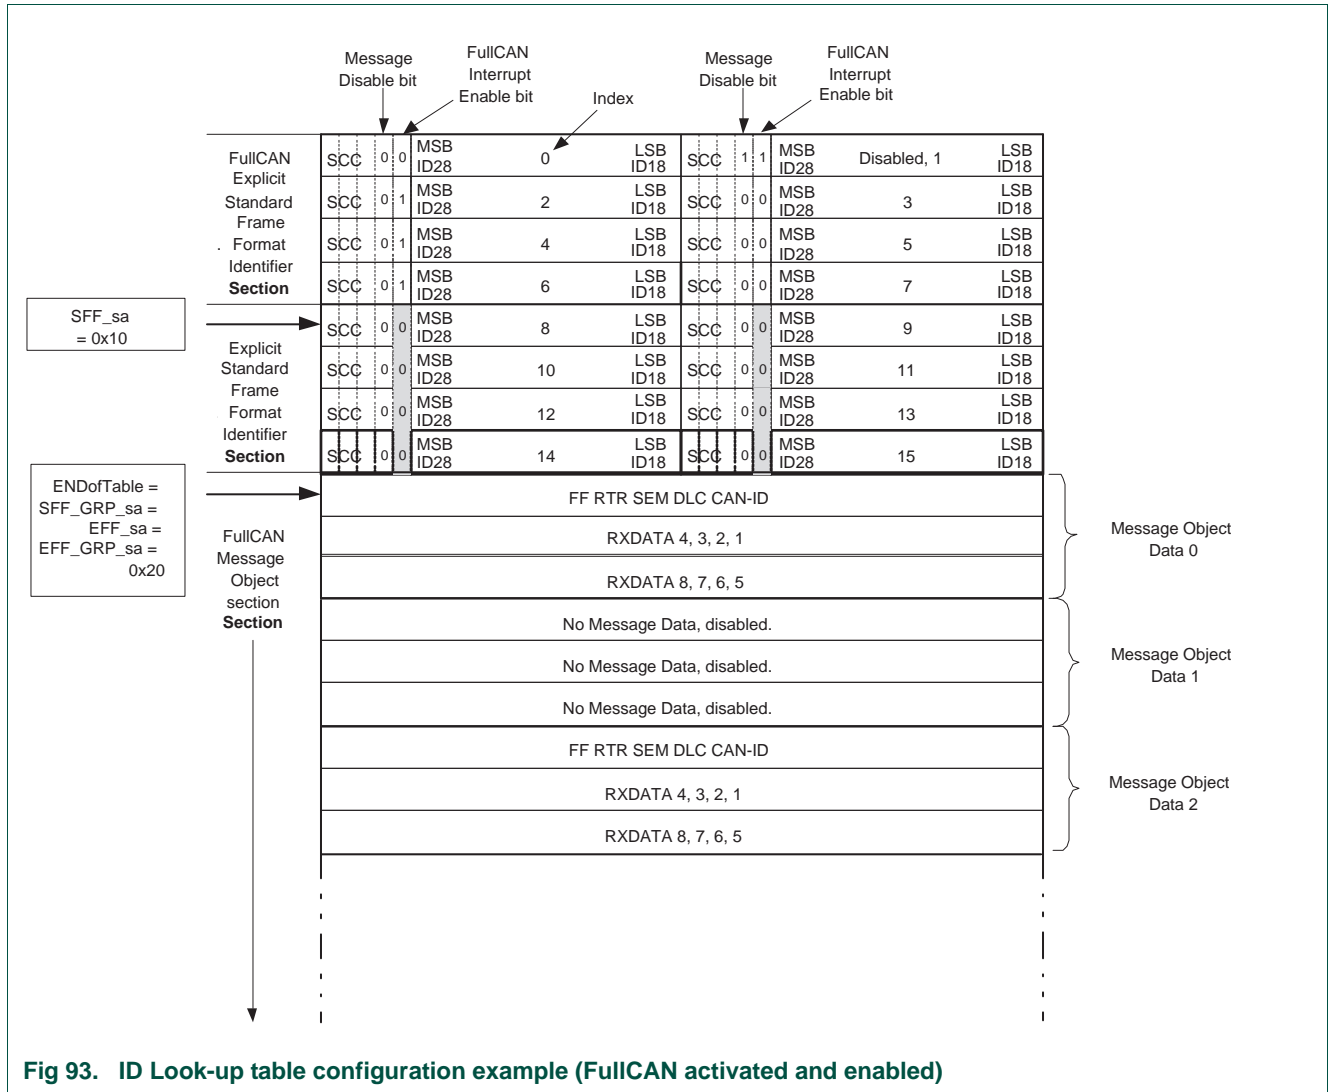 Message
Disable bit
FullCAN
Interrupt
Enable bit
Index
Message
Disable bit
FullCAN
Interrupt
Enable bit
FullCAN
Explicit
Standard
Frame
. Format
Identifier
Section
SCC 0 0 MSB ID28 0 LSB ID18 SCC 1 1 MSB ID28 Disabled, 1 LSB ID18
SCC 0 1 MSB ID28 2 LSB ID18 SCC 0 0 MSB ID28 3 LSB ID18
SCC 0 1 MSB ID28 4 LSB ID18 SCC 0 0 MSB ID28 5 LSB ID18
SCC 0 1 MSB ID28 6 LSB ID18 SCC 0 0 MSB ID28 7 LSB ID18
SFF_sa
= 0x10
Explicit
Standard
Frame
Format
Identifier
Section
SCC 0 0 MSB ID28 8 LSB ID18 SCC 0 0 MSB ID28 9 LSB ID18
SCC 0 0 MSB ID28 10 LSB ID18 SCC 0 0 MSB ID28 11 LSB ID18
SCC 0 0 MSB ID28 12 LSB ID18 SCC 0 0 MSB ID28 13 LSB ID18
SCC 0 0 MSB ID28 14 LSB ID18 SCC 0 0 MSB ID28 15 LSB ID18
ENDofTable =
SFF_GRP_sa =
EFF_sa =
EFF_GRP_sa =
0x20
FullCAN
Message
Object
section
Section
FF RTR SEM DLC CAN-ID
RXDATA 4, 3, 2, 1
RXDATA 8, 7, 6, 5
Message Object
Data 0
No Message Data, disabled.
No Message Data, disabled.
No Message Data, disabled.
Message Object
Data 1
FF RTR SEM DLC CAN-ID
RXDATA 4, 3, 2, 1
RXDATA 8, 7, 6, 5
Message Object
Data 2
Fig 93. ID Look-up table configuration example (FullCAN activated and enabled)